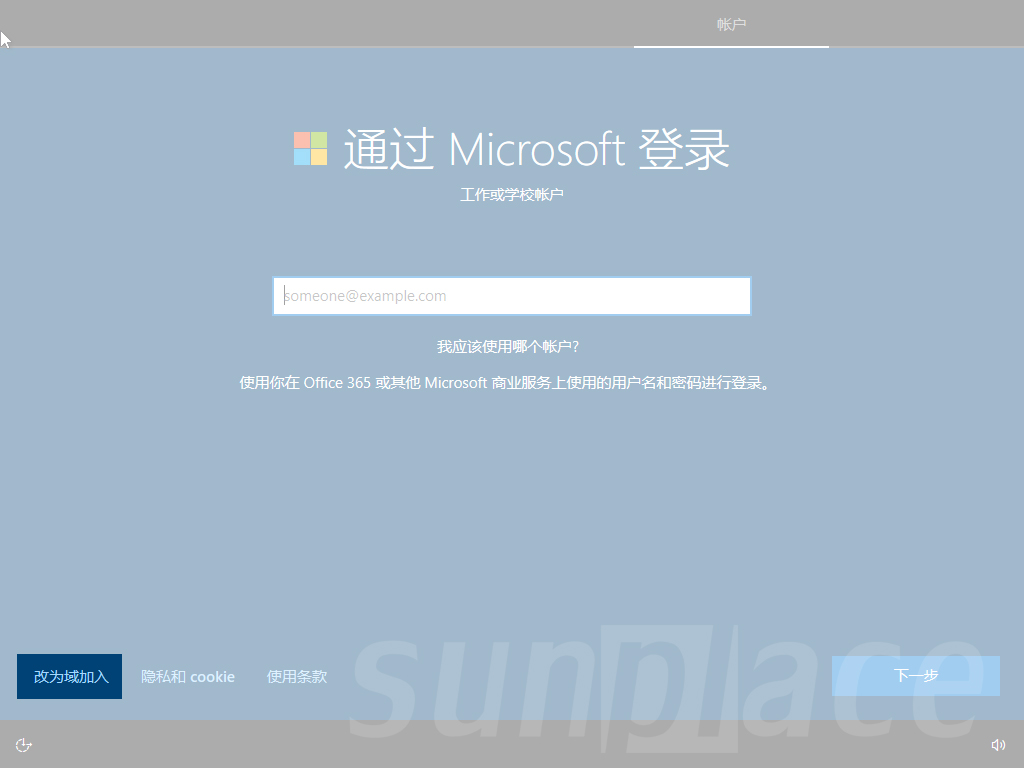 帐户
通过 Microsoft 登录
工作或学校帐户
someone@example.com
我应该使用哪个帐户?
使用你在 Office 365 或其他 Microsoft 商业服务上使用的用户名和密码进行登录。
改为域加入
隐私和 cookie
使用条款
下一步
sunplace